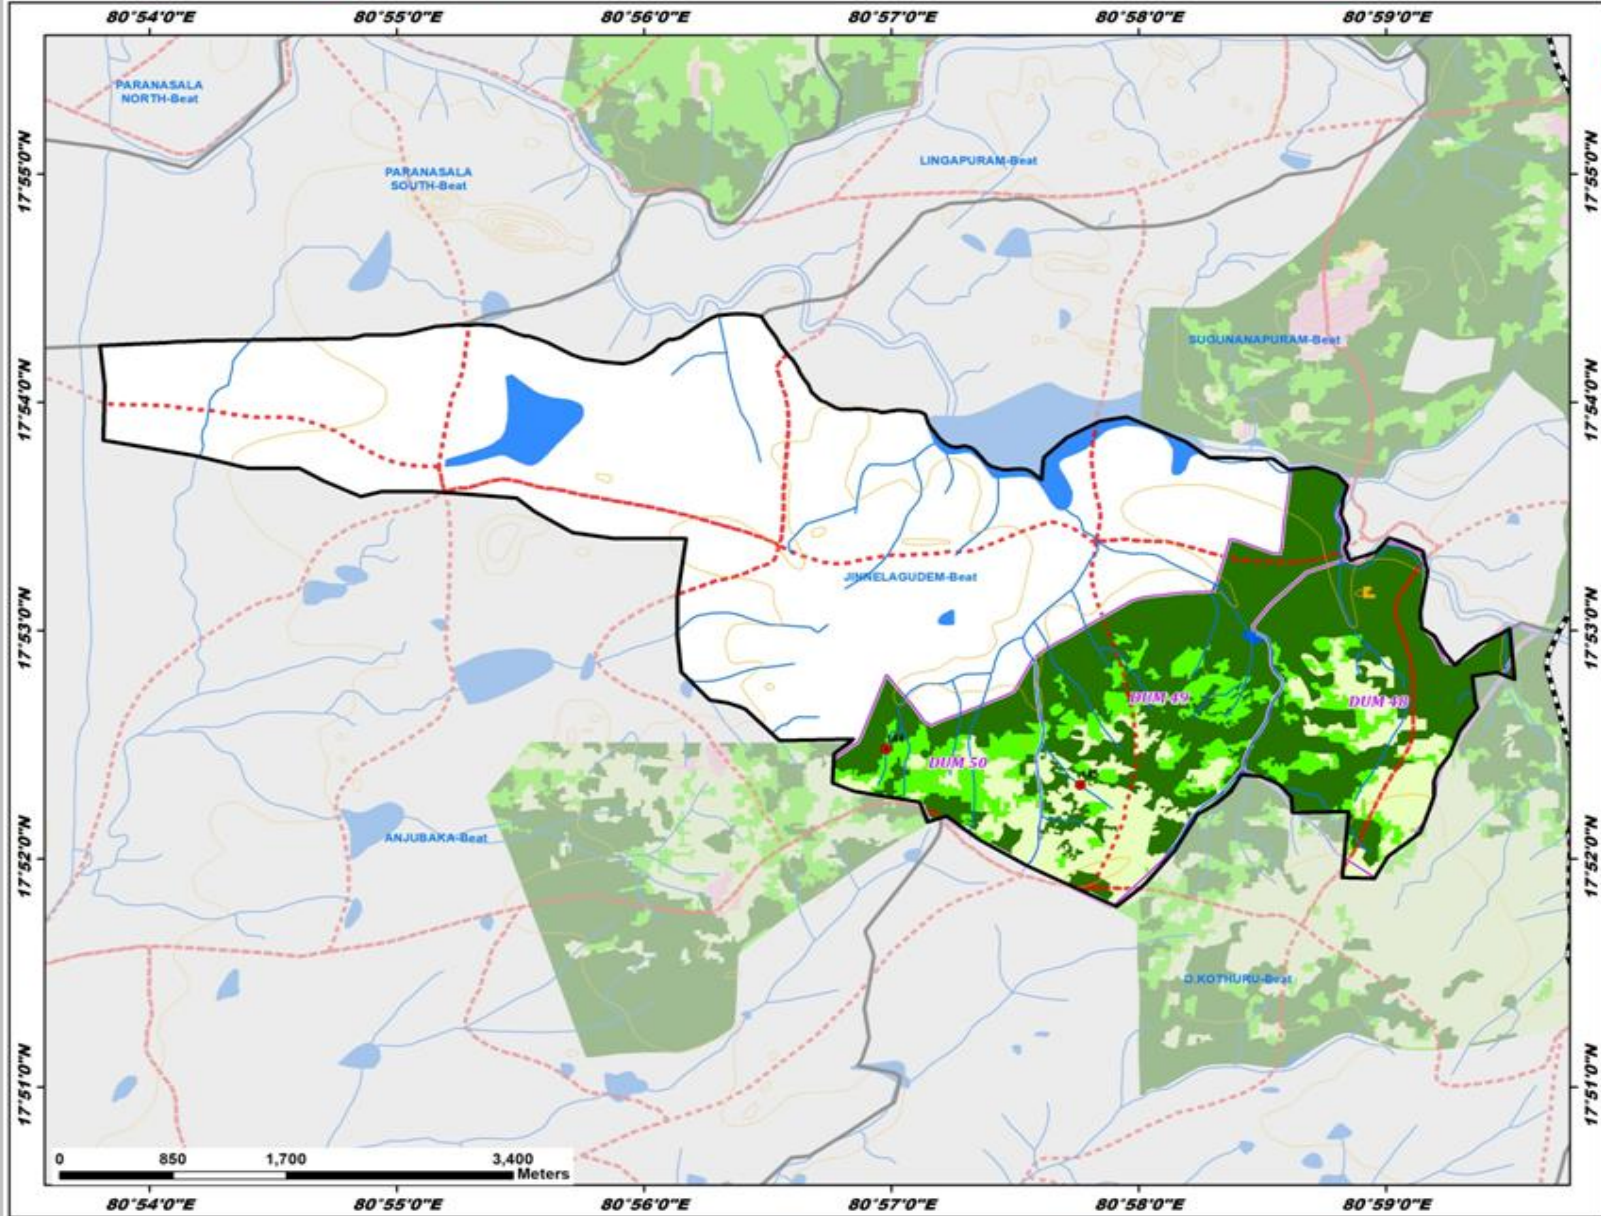 80°54'0"E 80°55'0"E 80°56'0"E 80°57'0"E 80°58'0"E 80°59'0"E
PARANASALA
NORTH-Beat
17°55'0"N
LINGAPURAM-Beat
17°55'0"N
PARANASALA
SOUTH-Beat
SUGUNANAPURAM-Beat
17°54'0"N
17°54'0"N
JINNELAGUDEM-Beat
17°53'0"N
17°53'0"N
DUM 49
DUM 48
DUM 50
17°52'0"N
ANJUBAKA-Beat
17°52'0"N
D.KOTHURU-Beat
17°51'0"N
17°51'0"N
0 850 1,700 3,400
Meters
80°54'0"E 80°55'0"E 80°56'0"E 80°57'0"E 80°58'0"E 80°59'0"E